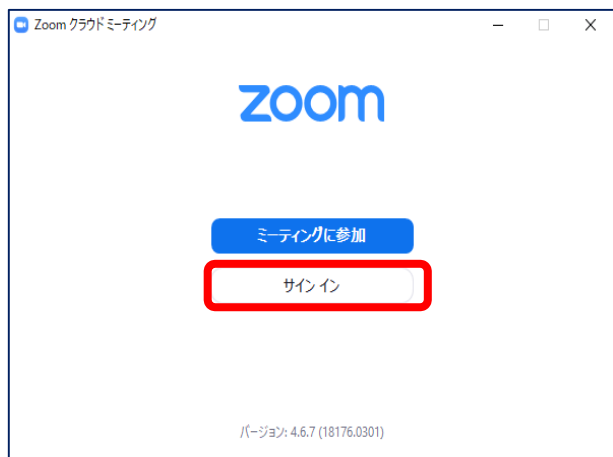 Zoom クラウド ミーティング
zoom
ミーティングに参加
サイン イン
バージョン: 4.6.7 (18176.0301)